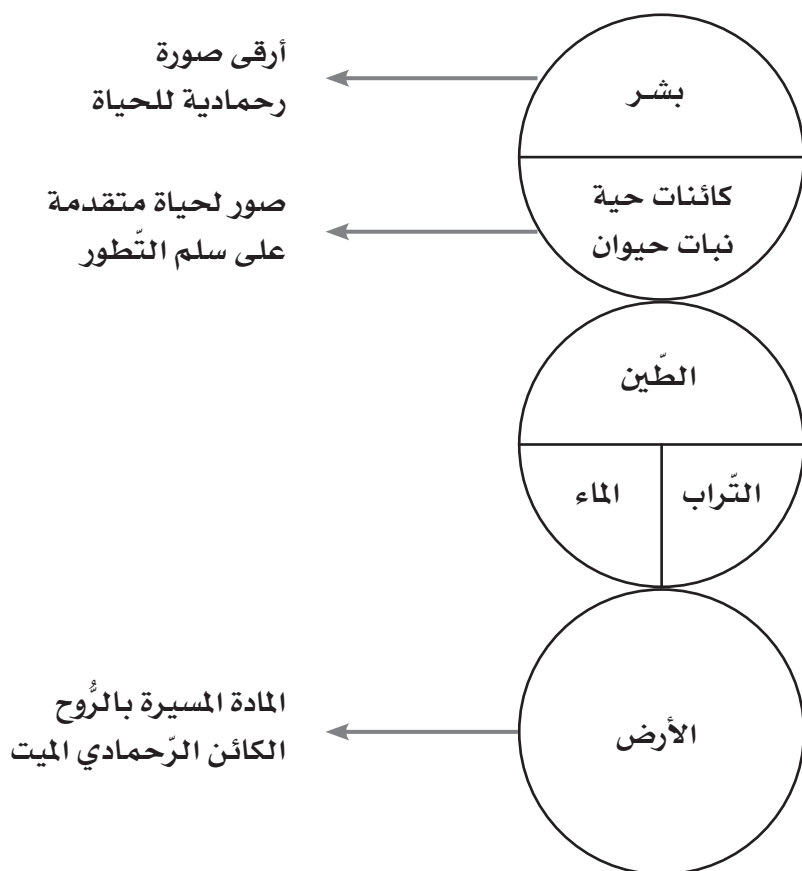 بشر
أرقى صورة
رحمادية للحياة
كائنات حية
نبات حيوان
صور لحياة متقدمة
على سلم التّطور
الطّين
التّراب
الماء
الأرض
المادة المسيرة بالرُّوح
الكائن الرّحمادي الميت